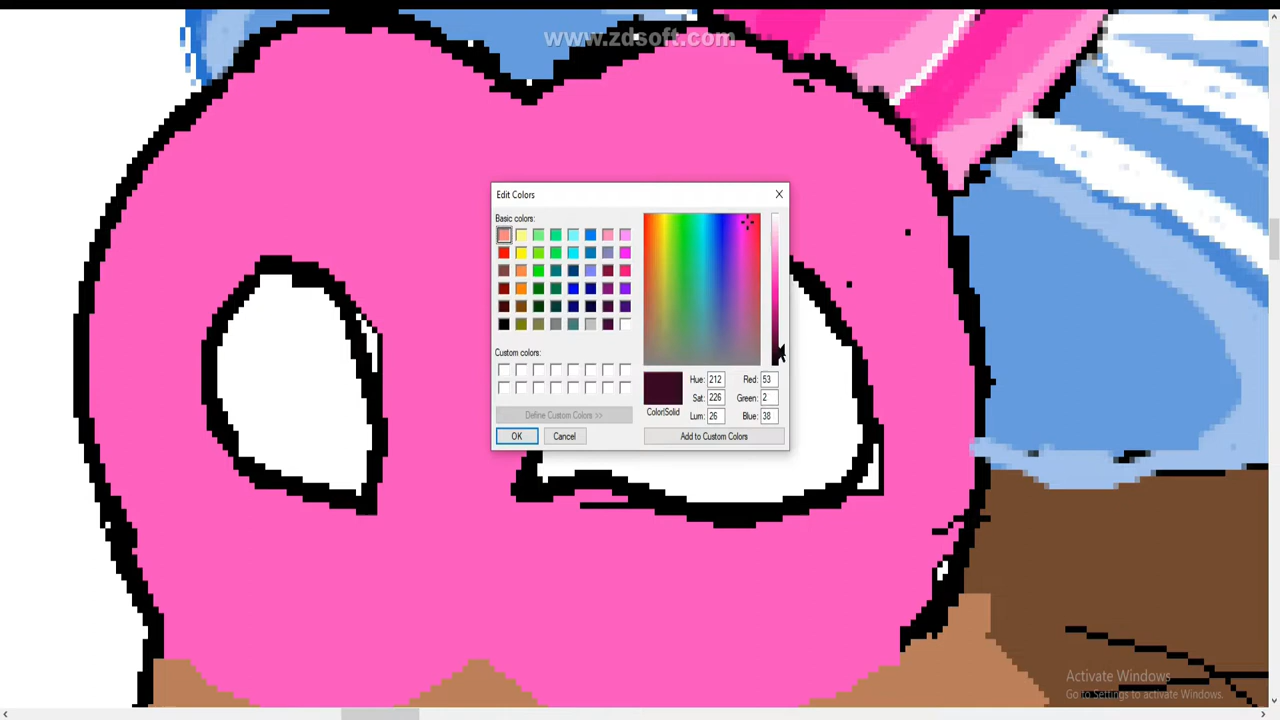 www.zdsoft.com
Edit Colors
Basic colors:
Custom colors:
Define Custom Colors >>
OK
Cancel
Color|Solid
Hue: 212
Sat: 226
Lum: 26
Red: 53
Green: 2
Blue: 38
Add to Custom Colors
Activate Windows
Go to Settings to activate Windows.